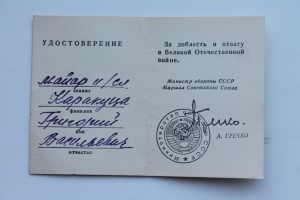 УДОСТОВЕРЕНИЕ
майор м/сл.
звание
Каракуца
фамилия
Григорий
имя
Васильевич
отчество
За доблесть и отвагу
в Великой Отечественной
войне.
Министр обороны СССР
Маршал Советского Союза
А. ГРЕЧКО